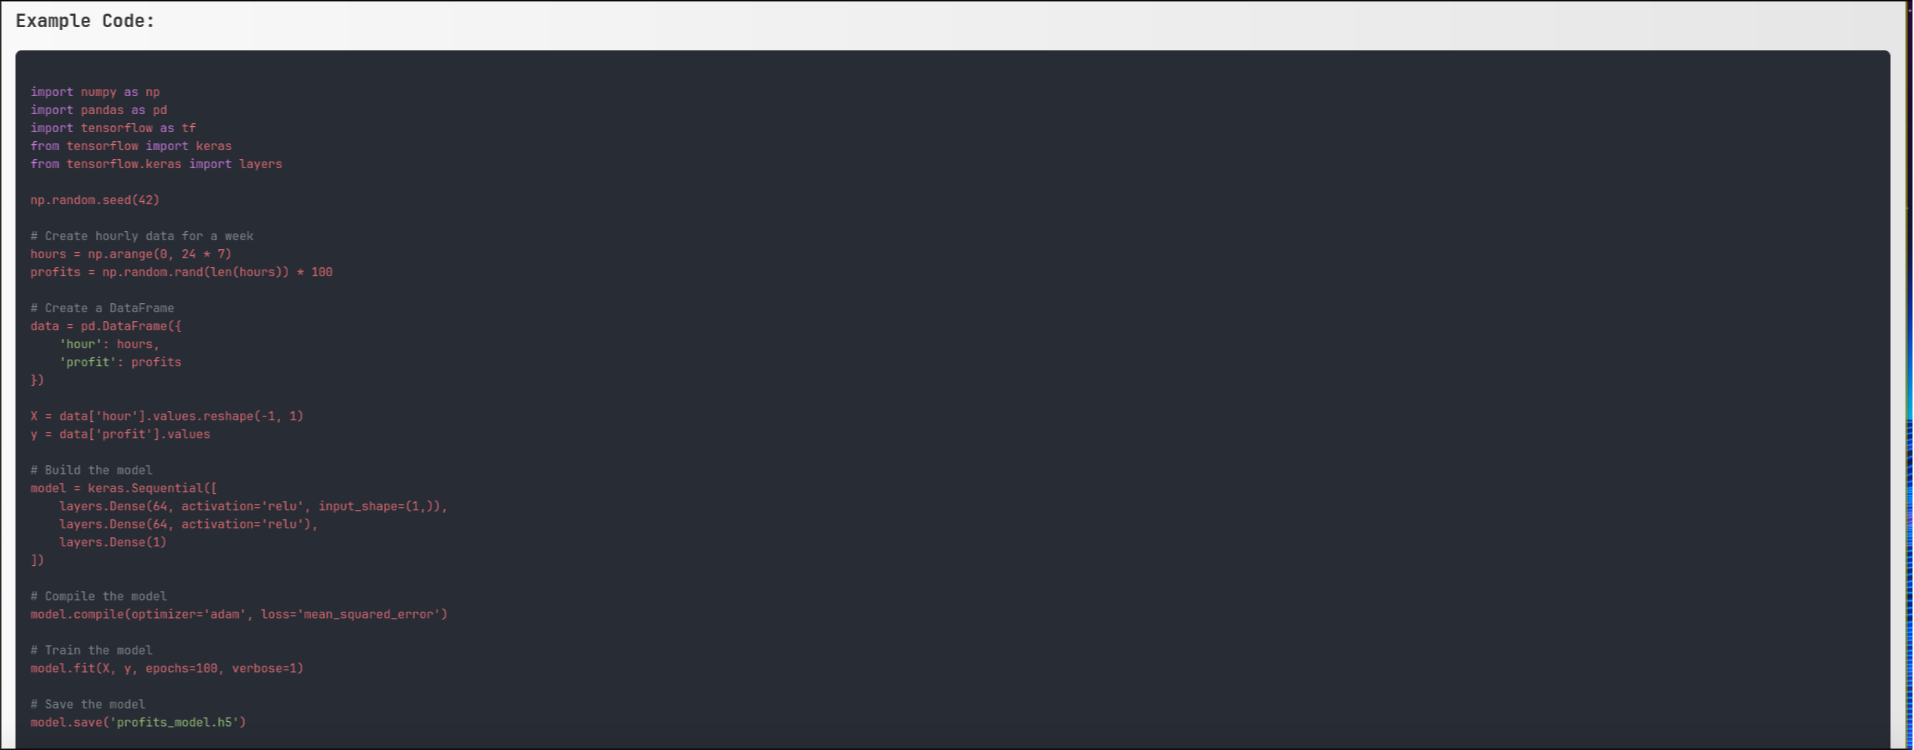 Example Code:
import numpy as np
import pandas as pd
import tensorflow as tf
from tensorflow import keras
from tensorflow.keras import layers
np.random.seed(42)
# Create hourly data for a week
hours = np.arange(0, 24 * 7)
profits = np.random.rand(len(hours)) * 100
# Create a DataFrame
data = pd.DataFrame({
    'hour': hours,
    'profit': profits
})
X = data['hour'].values.reshape(-1, 1)
y = data['profit'].values
# Build the model
model = keras.Sequential([
    layers.Dense(64, activation='relu', input_shape=(1,)),
    layers.Dense(64, activation='relu'),
    layers.Dense(1)
])
# Compile the model
model.compile(optimizer='adam', loss='mean_squared_error')
# Train the model
model.fit(X, y, epochs=100, verbose=1)
# Save the model
model.save('profits_model.h5')